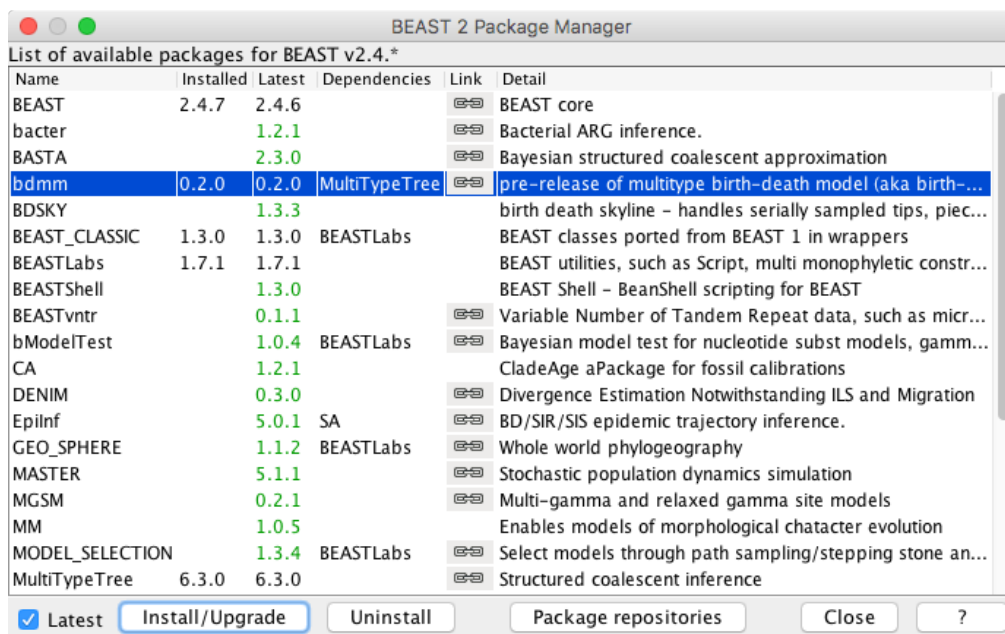 BEAST 2 Package Manager
List of available packages for BEAST v2.4.*
Name Installed Latest Dependencies Link Detail
BEAST 2.4.7 2.4.6 BEAST core
bacter 1.2.1 Bacterial ARG inference.
BASTA 2.3.0 Bayesian structured coalescent approximation
bdmm 0.2.0 0.2.0 MultiTypeTree pre-release of multitype birth-death model (aka birth-...
BDSKY 1.3.3 birth death skyline - handles serially sampled tips, piec...
BEAST_CLASSIC 1.3.0 1.3.0 BEASTLabs BEAST classes ported from BEAST 1 in wrappers
BEASTLabs 1.7.1 1.7.1 BEAST utilities, such as Script, multi monophyletic constr...
BEASTShell 1.3.0 BEAST Shell - BeanShell scripting for BEAST
BEASTvntr 0.1.1 Variable Number of Tandem Repeat data, such as micr...
bModelTest 1.0.4 BEASTLabs Bayesian model test for nucleotide subst models, gamm...
CA 1.2.1 CladeAge aPackage for fossil calibrations
DENIM 0.3.0 Divergence Estimation Notwithstanding ILS and Migration
EpiInf 5.0.1 SA BD/SIR/SIS epidemic trajectory inference.
GEO_SPHERE 1.1.2 BEASTLabs Whole world phylogeography
MASTER 5.1.1 Stochastic population dynamics simulation
MGSM 0.2.1 Multi-gamma and relaxed gamma site models
MM 1.0.5 Enables models of morphological chatacter evolution
MODEL_SELECTION 1.3.4 BEASTLabs Select models through path sampling/stepping stone an...
MultiTypeTree 6.3.0 6.3.0 Structured coalescent inference
Latest Install/Upgrade Uninstall Package repositories Close ?